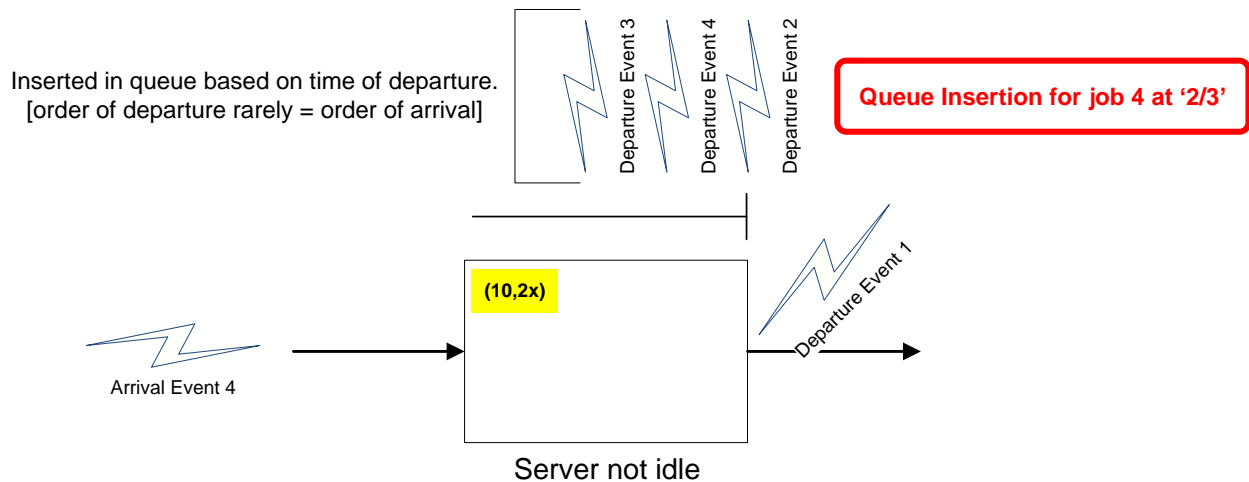 Inserted in queue based on time of departure.
[order of departure rarely = order of arrival]
Departure Event 3
Departure Event 4
Departure Event 2
Queue Insertion for job 4 at ‘2/3’
(10,2x)
Departure Event 1
Arrival Event 4
Server not idle